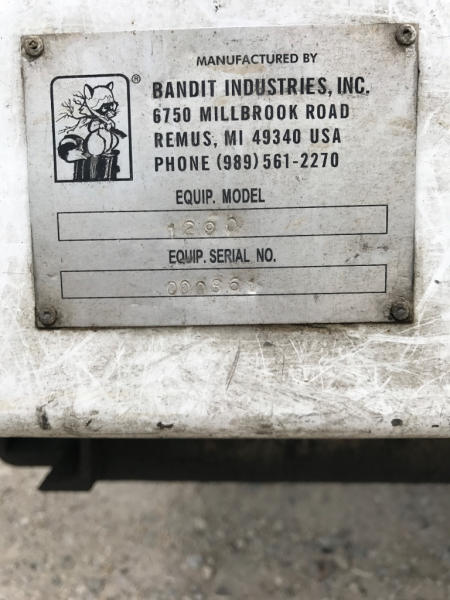 MANUFACTURED BY
®
BANDIT INDUSTRIES, INC.
6750 MILLBROOK ROAD
REMUS, MI 49340 USA
PHONE (989) 561-2270
EQUIP. MODEL
1290
EQUIP. SERIAL NO.